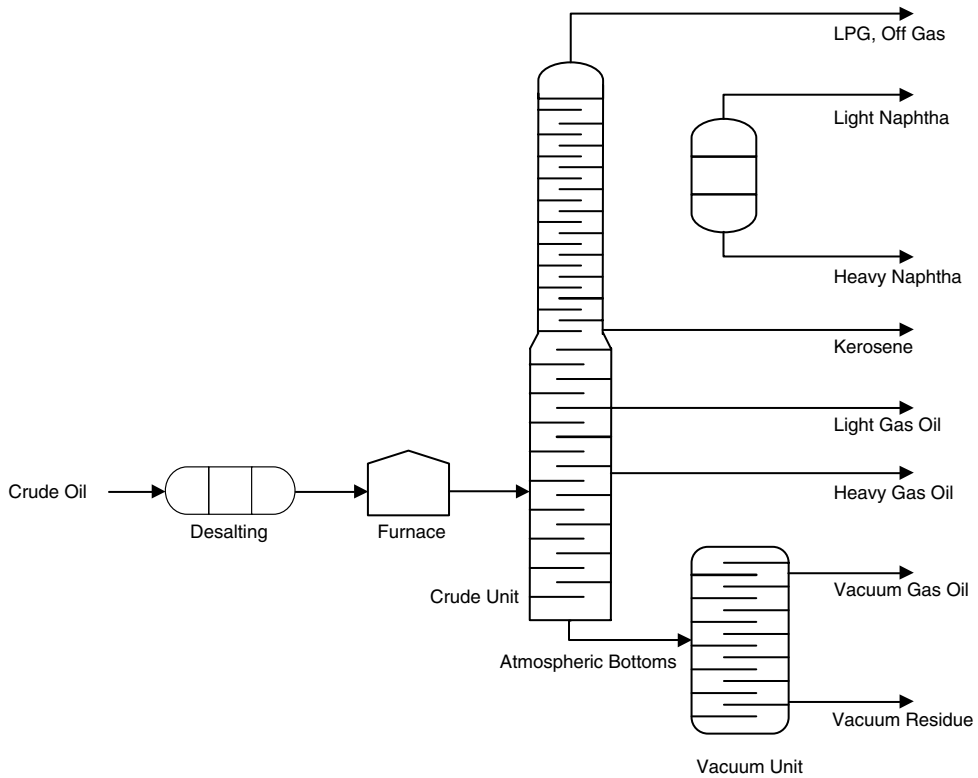 LPG, Off Gas
Light Naphtha
Heavy Naphtha
Kerosene
Light Gas Oil
Crude Oil
Heavy Gas Oil
Desalting
Furnace
Crude Unit
Vacuum Gas Oil
Atmospheric Bottoms
Vacuum Residue
Vacuum Unit